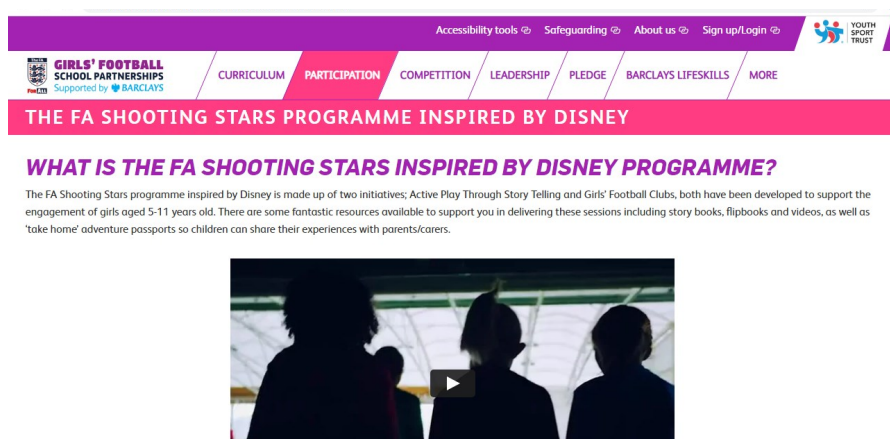 Accessibility tools Safeguarding About us Sign up/Login
YOUTH
SPORT
TRUST
The FA
GIRLS' FOOTBALL
SCHOOL PARTNERSHIPS
Supported by BARCLAYS
FOR ALL
CURRICULUM PARTICIPATION COMPETITION LEADERSHIP PLEDGE BARCLAYS LIFESKILLS MORE
THE FA SHOOTING STARS PROGRAMME INSPIRED BY DISNEY
WHAT IS THE FA SHOOTING STARS INSPIRED BY DISNEY PROGRAMME?
The FA Shooting Stars programme inspired by Disney is made up of two initiatives; Active Play Through Story Telling and Girls' Football Clubs, both have been developed to support the
engagement of girls aged 5-11 years old. There are some fantastic resources available to support you in delivering these sessions including story books, flipbooks and videos, as well as
'take home' adventure passports so children can share their experiences with parents/carers.